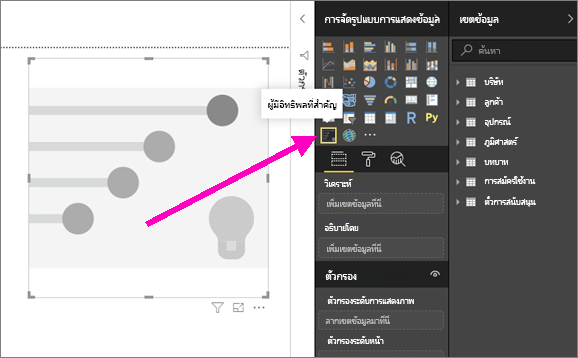 การจัดรูปแบบการแสดงข้อมูล
เขตข้อมูล
ค้นหา
ผู้มีอิทธิพลที่สำคัญ
R Py
บริษัท
ลูกค้า
อุปกรณ์
ภูมิศาสตร์
บทบาท
การสมัครใช้งาน
ตั๋วการสนับสนุน
วิเคราะห์
เพิ่มเขตข้อมูลที่นี่
อธิบายโดย
เพิ่มเขตข้อมูลที่นี่
ตัวกรอง
ตัวกรองระดับการแสดงภาพ
ลากเขตข้อมูลมาที่นี่
ตัวกรองระดับหน้า